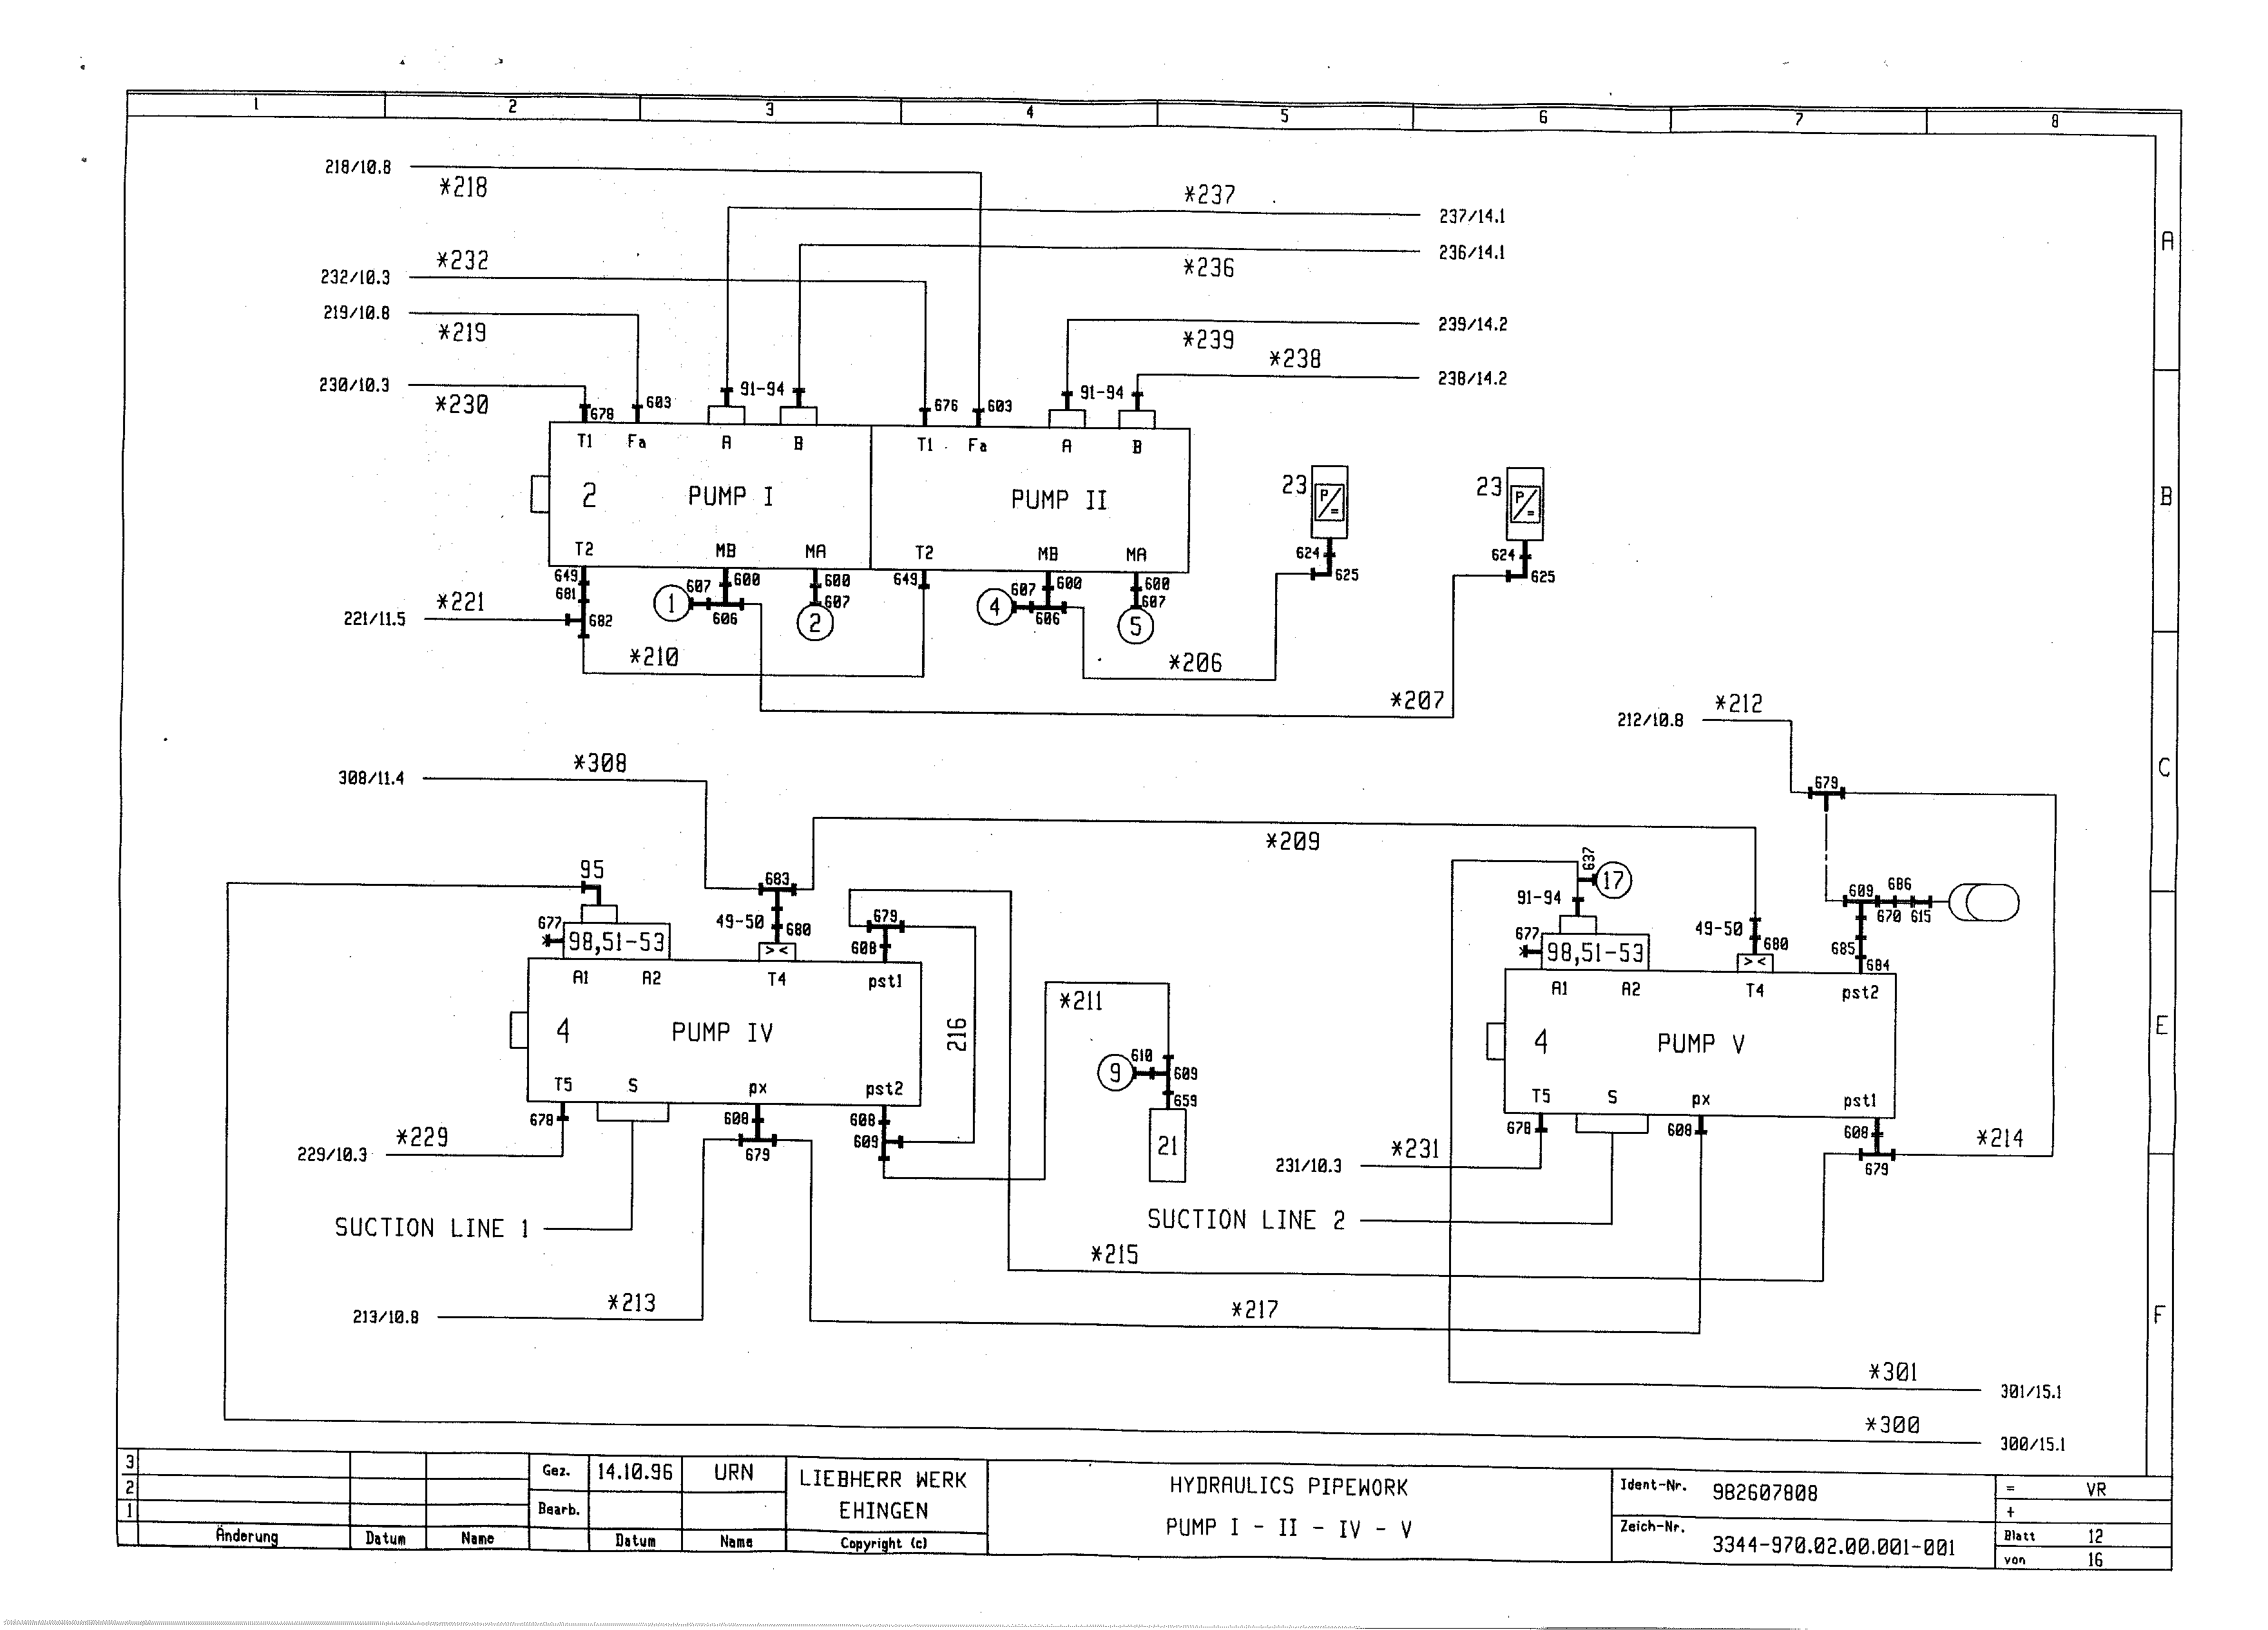 1 2 3 4 5 6 7 8
218/10.8
*218
*237
237/14.1
A
*232
236/14.1
232/10.3
*236
219/10.8
*219
239/14.2
*239
*238
230/10.3
*230
238/14.2
678 603 91-94 676 603 91-94
T1 Fa A B T1 Fa A B
2 PUMP I PUMP II
23 P/= 23 P/=
B
T2 MB MA T2 MB MA
624 625 624 625
649 681 682
607 600 600 607
1 606 2
649
607 600 600 607
4 606 5
*221
221/11.5
*210
*206
*207
*212
212/10.8
C
*308
308/11.4
679
*209
95
683
637
17
91-94
609 686
670 615
677
98,51-53
49-50 680
> <
679
608
677
98,51-53
49-50 680
> <
685
684
A1 A2 T4 pst1
A1 A2 T4 pst2
*211
216
4 PUMP IV
4 PUMP V
E
9 610
609
659
T5 S px pst2
T5 S px pst1
678 608 608
679 609
21
678 608 608
679
*229
229/10.3
*231
231/10.3
*214
SUCTION LINE 1
SUCTION LINE 2
*215
*213
213/10.8
*217
F
*301
301/15.1
*300
300/15.1
3
2
1
Änderung Datum Name
Gez. 14.10.96 URN
Bearb.
Datum Name
LIEBHERR WERK
EHINGEN
Copyright (c)
HYDRAULICS PIPEWORK
PUMP I - II - IV - V
Ident-Nr. 982607808
Zeich-Nr. 3344-970.02.00.001-001
= VR
+
Blatt 12
von 16